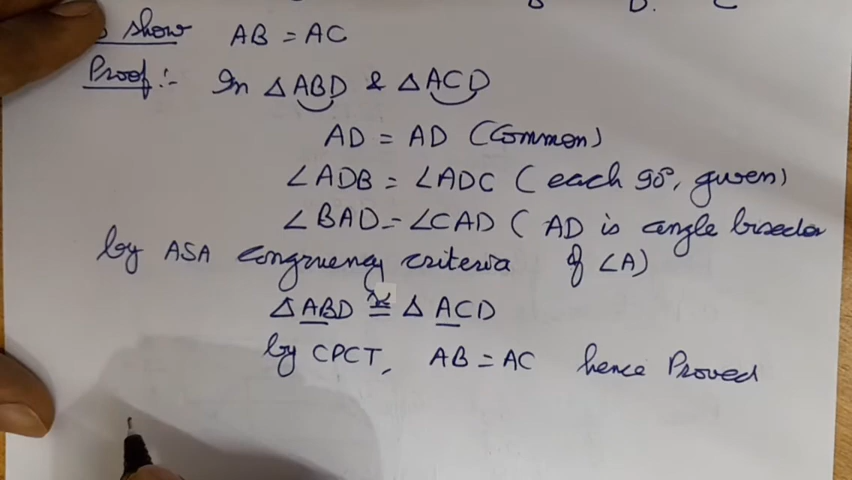 show AB = AC
Proof :- In △ABD & △ACD
AD = AD (Common)
∠ADB = ∠ADC ( each 90°, given)
∠BAD = ∠CAD ( AD is angle bisector
by ASA congruency criteria of ∠A)
△ABD ≅ △ACD
by CPCT, AB = AC hence Proved